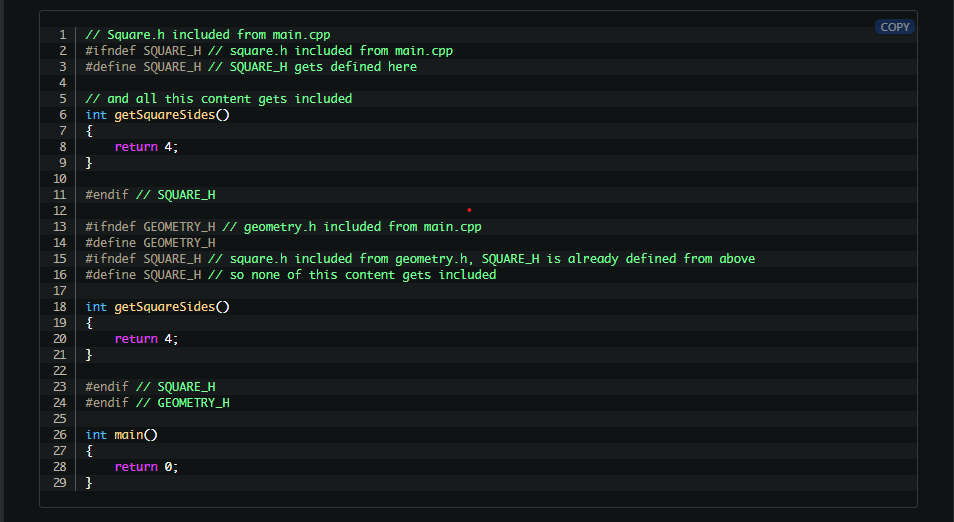 COPY
1 // Square.h included from main.cpp
2 #ifndef SQUARE_H // square.h included from main.cpp
3 #define SQUARE_H // SQUARE_H gets defined here
4
5 // and all this content gets included
6 int getSquareSides()
7 {
8     return 4;
9 }
10
11 #endif // SQUARE_H
12
13 #ifndef GEOMETRY_H // geometry.h included from main.cpp
14 #define GEOMETRY_H
15 #ifndef SQUARE_H // square.h included from geometry.h, SQUARE_H is already defined from above
16 #define SQUARE_H // so none of this content gets included
17
18 int getSquareSides()
19 {
20     return 4;
21 }
22
23 #endif // SQUARE_H
24 #endif // GEOMETRY_H
25
26 int main()
27 {
28     return 0;
29 }